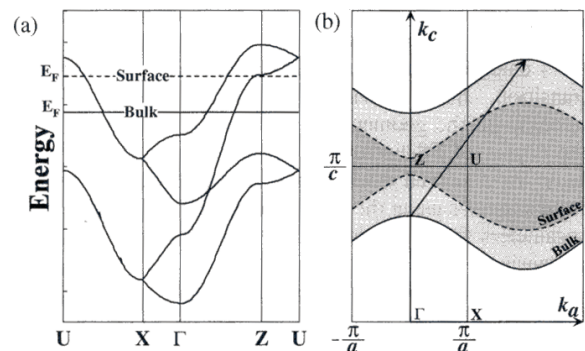 (a)
Energy
E_F Surface
E_F Bulk
U X Γ Z U
(b)
k_c
π/c
Z
U
Surface
Bulk
Γ
X
k_a
-π/a
π/a